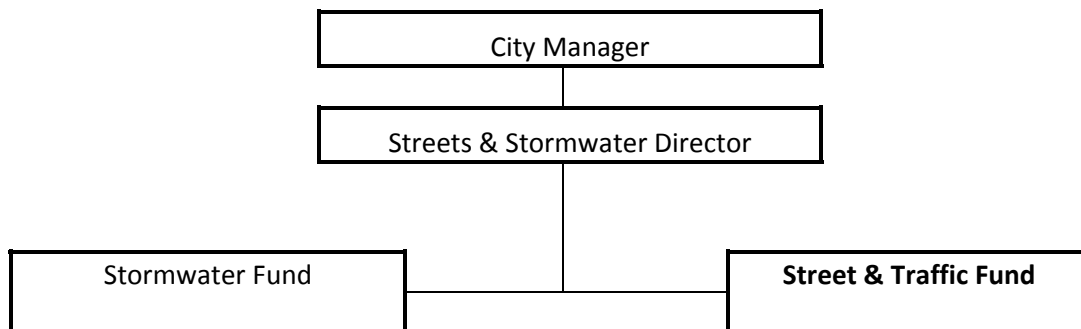 City Manager
Streets & Stormwater Director
Stormwater Fund
Street & Traffic Fund